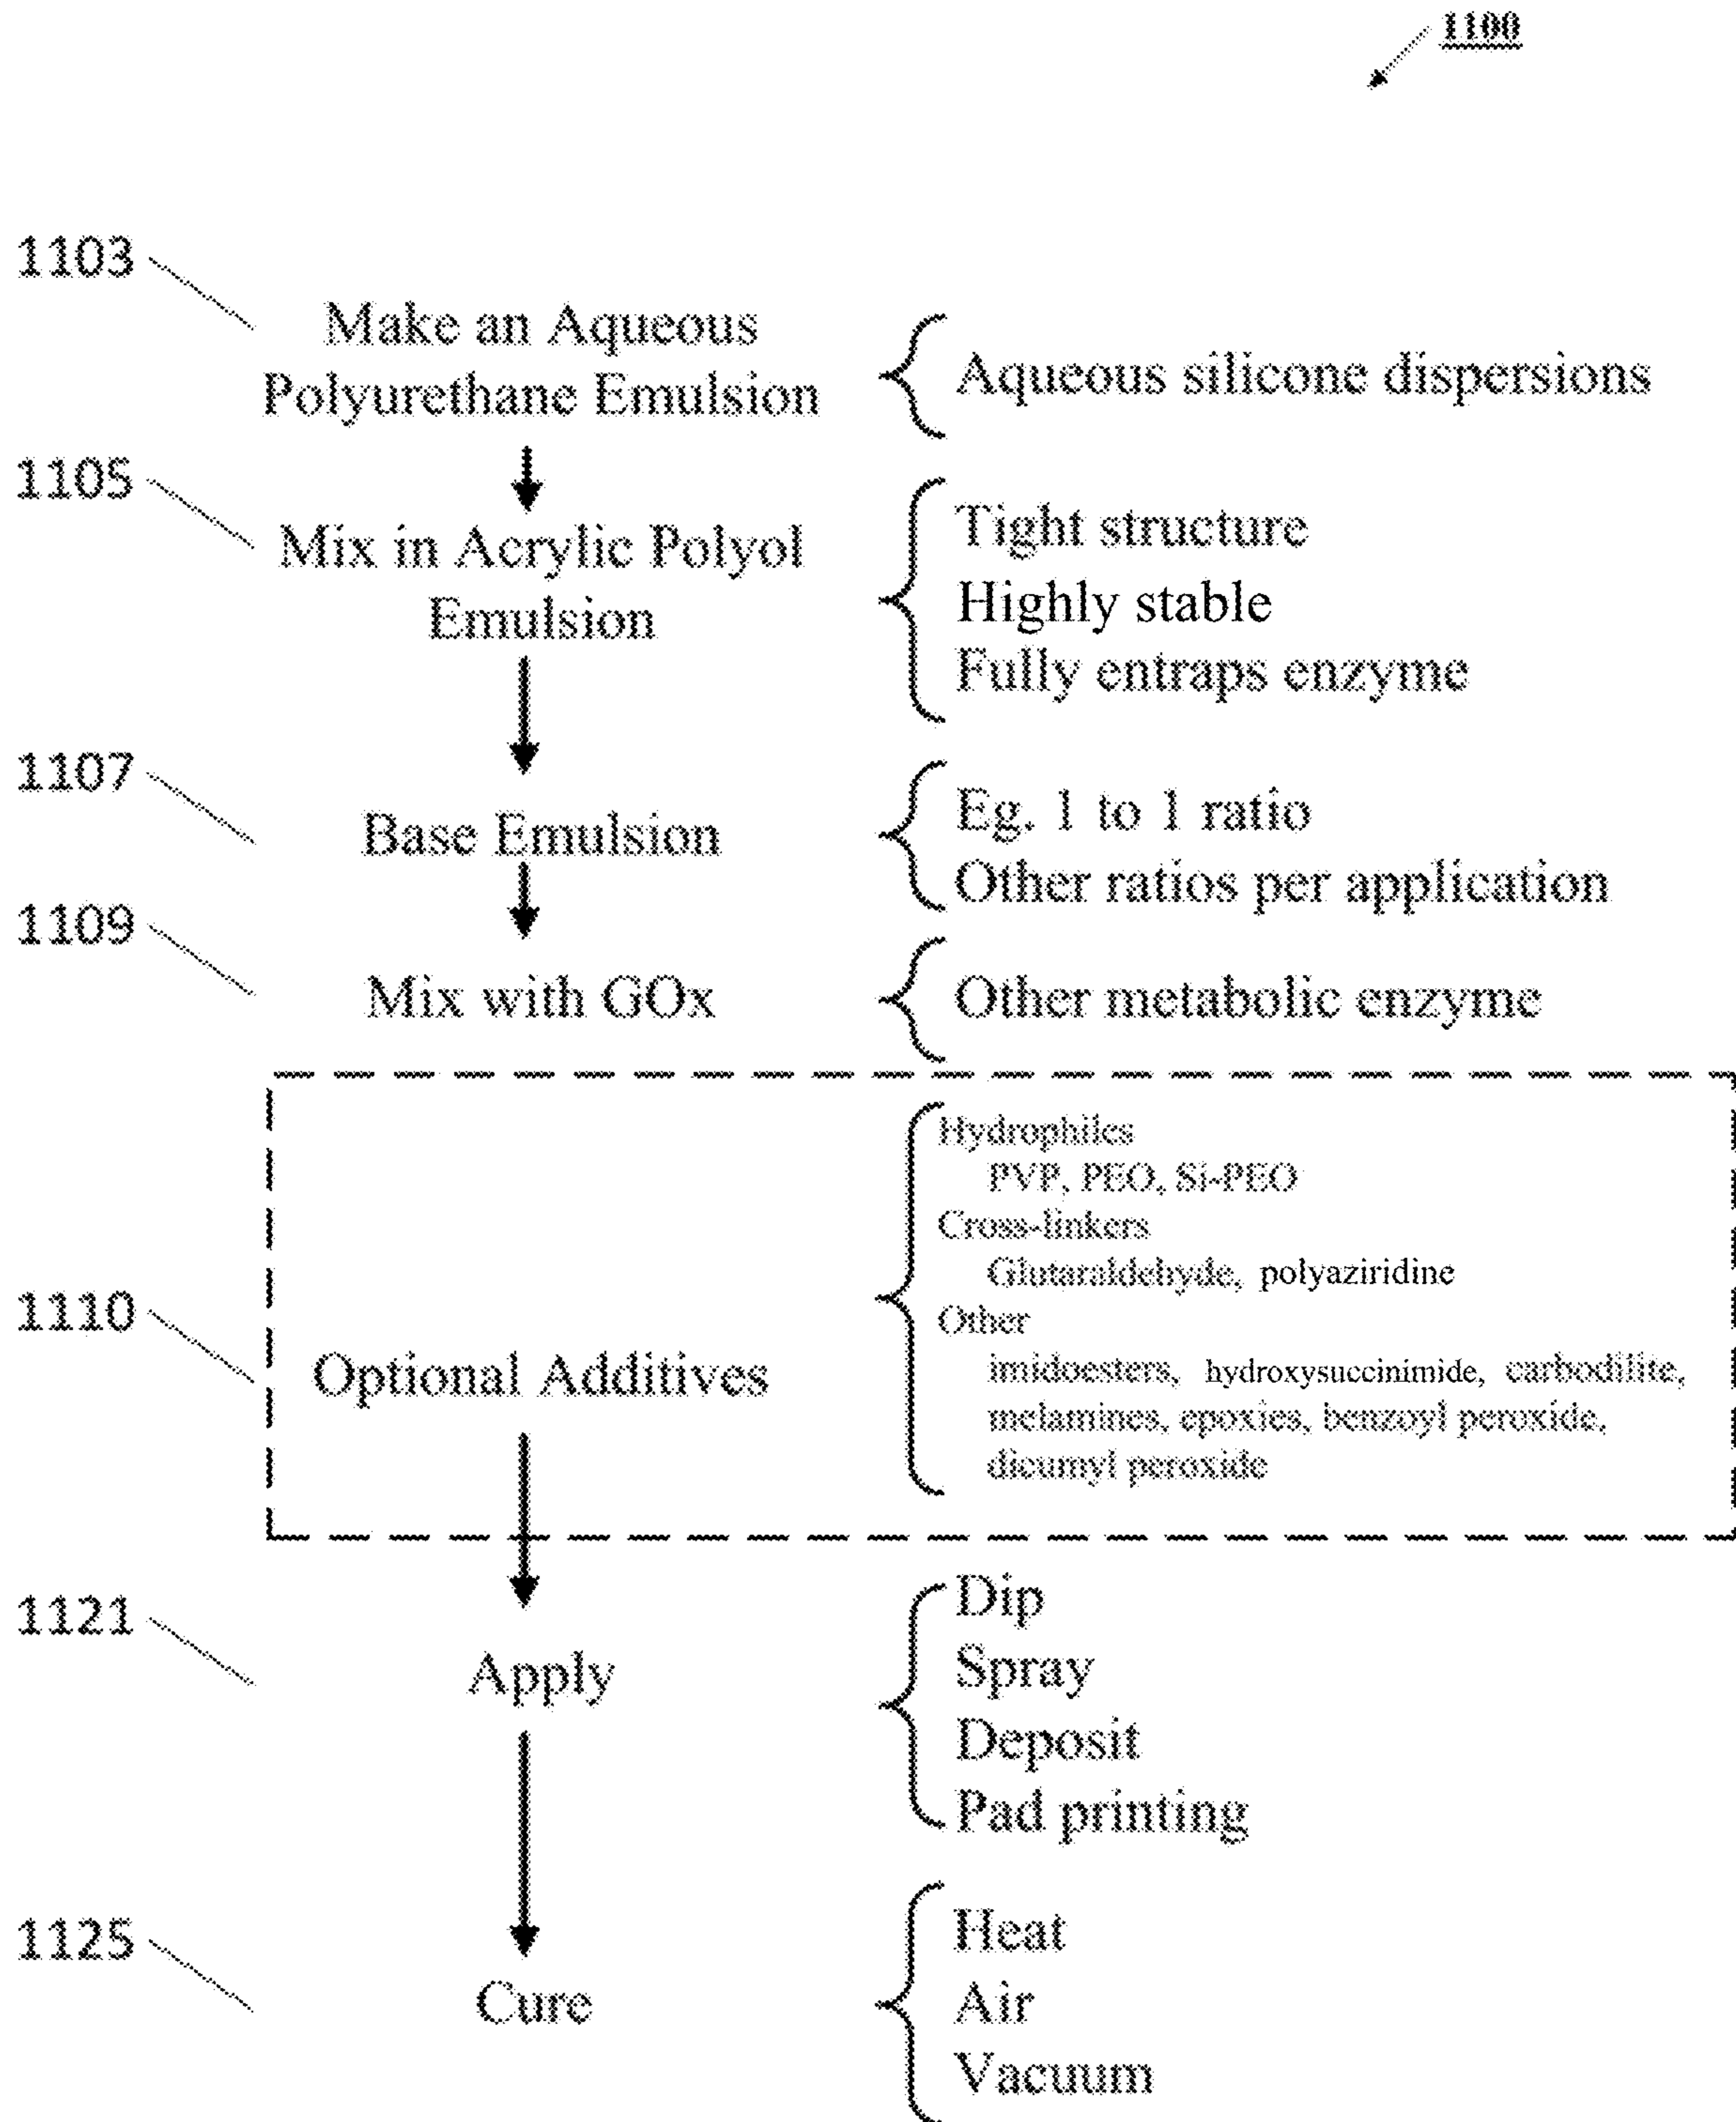 1100
1103
Make an Aqueous
Polyurethane Emulsion
Aqueous silicone dispersions
1105
Mix in Acrylic Polyol
Emulsion
Tight structure
Highly stable
Fully entraps enzyme
1107
Base Emulsion
Eg. 1 to 1 ratio
Other ratios per application
1109
Mix with GOx
Other metabolic enzyme
1110
Optional Additives
Hydrophiles
PVP, PEO, Si-PEO
Cross-linkers
Glutaraldehyde, polyaziridine
Other
imidoesters, hydroxysuccinimide, carbodilite,
melamines, epoxies, benzoyl peroxide,
dicumyl peroxide
1121
Apply
Dip
Spray
Deposit
Pad printing
1125
Cure
Heat
Air
Vacuum